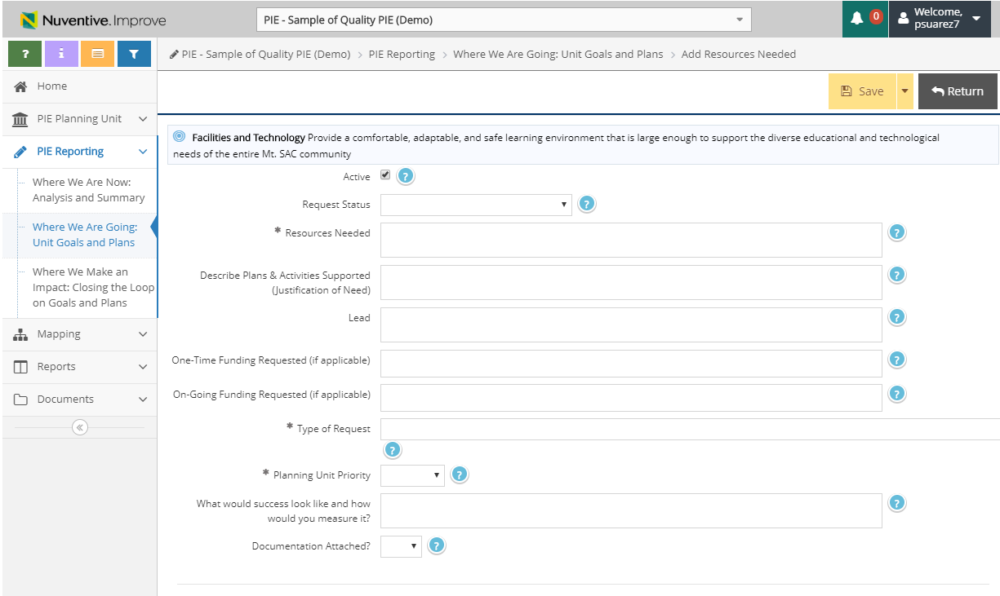 Nuventive.Improve
PIE - Sample of Quality PIE (Demo)
0
Welcome,
psuarez7
?
i
PIE - Sample of Quality PIE (Demo) > PIE Reporting > Where We Are Going: Unit Goals and Plans > Add Resources Needed
Home
PIE Planning Unit
PIE Reporting
Where We Are Now:
Analysis and Summary
Where We Are Going:
Unit Goals and Plans
Where We Make an
Impact: Closing the Loop
on Goals and Plans
Mapping
Reports
Documents
Save
Return
Facilities and Technology Provide a comfortable, adaptable, and safe learning environment that is large enough to support the diverse educational and technological
needs of the entire Mt. SAC community
Active ?
Request Status ?
* Resources Needed ?
Describe Plans & Activities Supported
(Justification of Need) ?
Lead ?
One-Time Funding Requested (if applicable) ?
On-Going Funding Requested (if applicable) ?
* Type of Request
?
* Planning Unit Priority ?
What would success look like and how
would you measure it? ?
Documentation Attached? ?